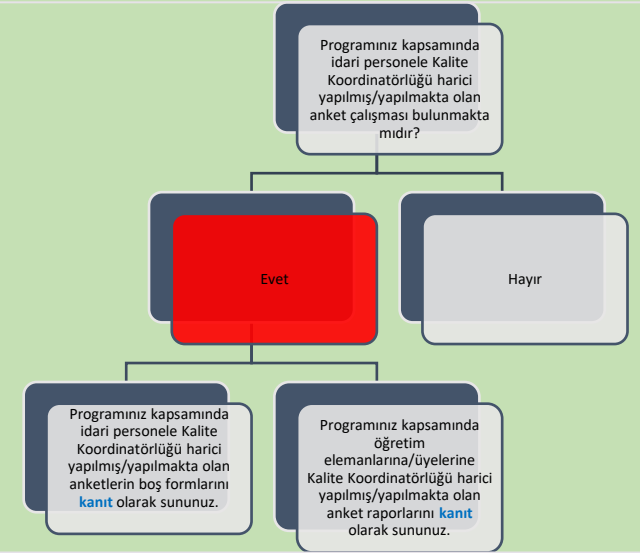 Programınız kapsamında
idari personele Kalite
Koordinatörlüğü harici
yapılmış/yapılmakta olan
anket çalışması bulunmakta
mıdır?
Evet
Hayır
Programınız kapsamında
idari personele Kalite
Koordinatörlüğü harici
yapılmış/yapılmakta olan
anketlerin boş formlarını
kanıt olarak sununuz.
Programınız kapsamında
öğretim
elemanlarına/üyelerine
Kalite Koordinatörlüğü harici
yapılmış/yapılmakta olan
anket raporlarını kanıt
olarak sununuz.